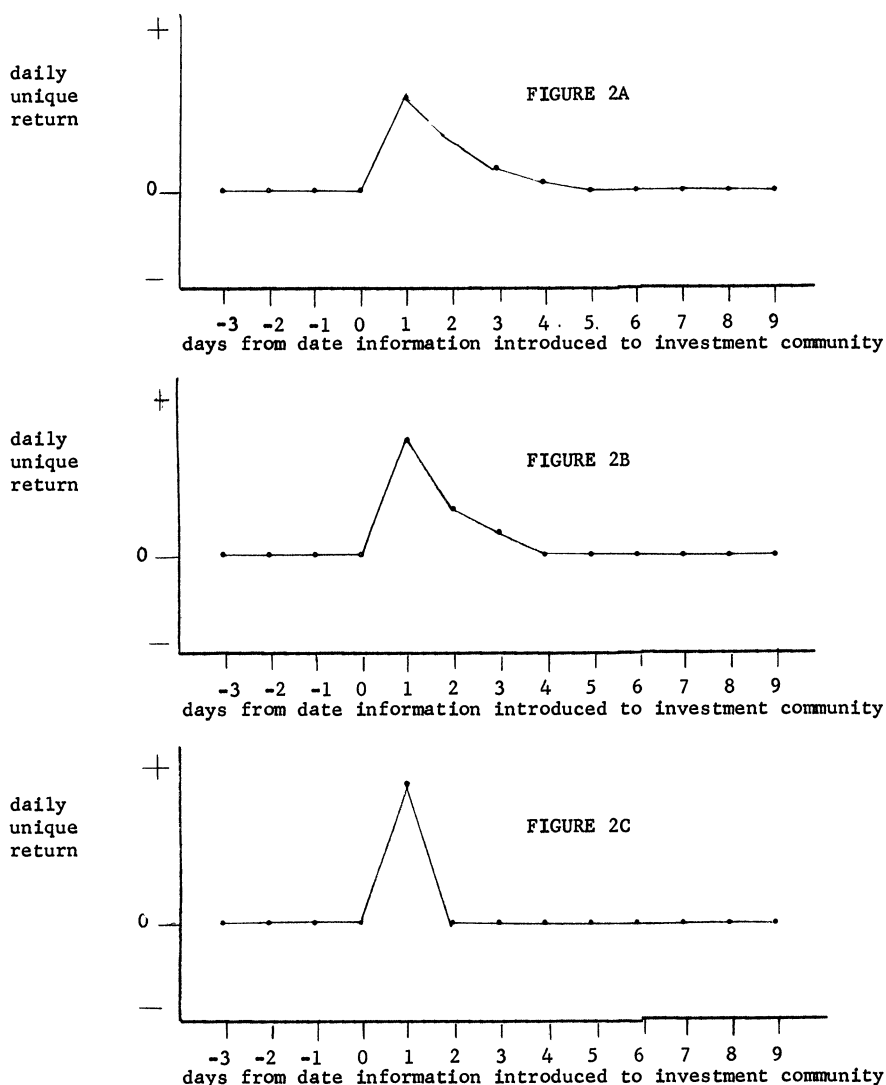 +
daily
unique
return
FIGURE 2A
0
—
-3 -2 -1 0 1 2 3 4 5 6 7 8 9
days from date information introduced to investment community
+
daily
unique
return
FIGURE 2B
0
—
-3 -2 -1 0 1 2 3 4 5 6 7 8 9
days from date information introduced to investment community
+
daily
unique
return
FIGURE 2C
0
—
-3 -2 -1 0 1 2 3 4 5 6 7 8 9
days from date information introduced to investment community